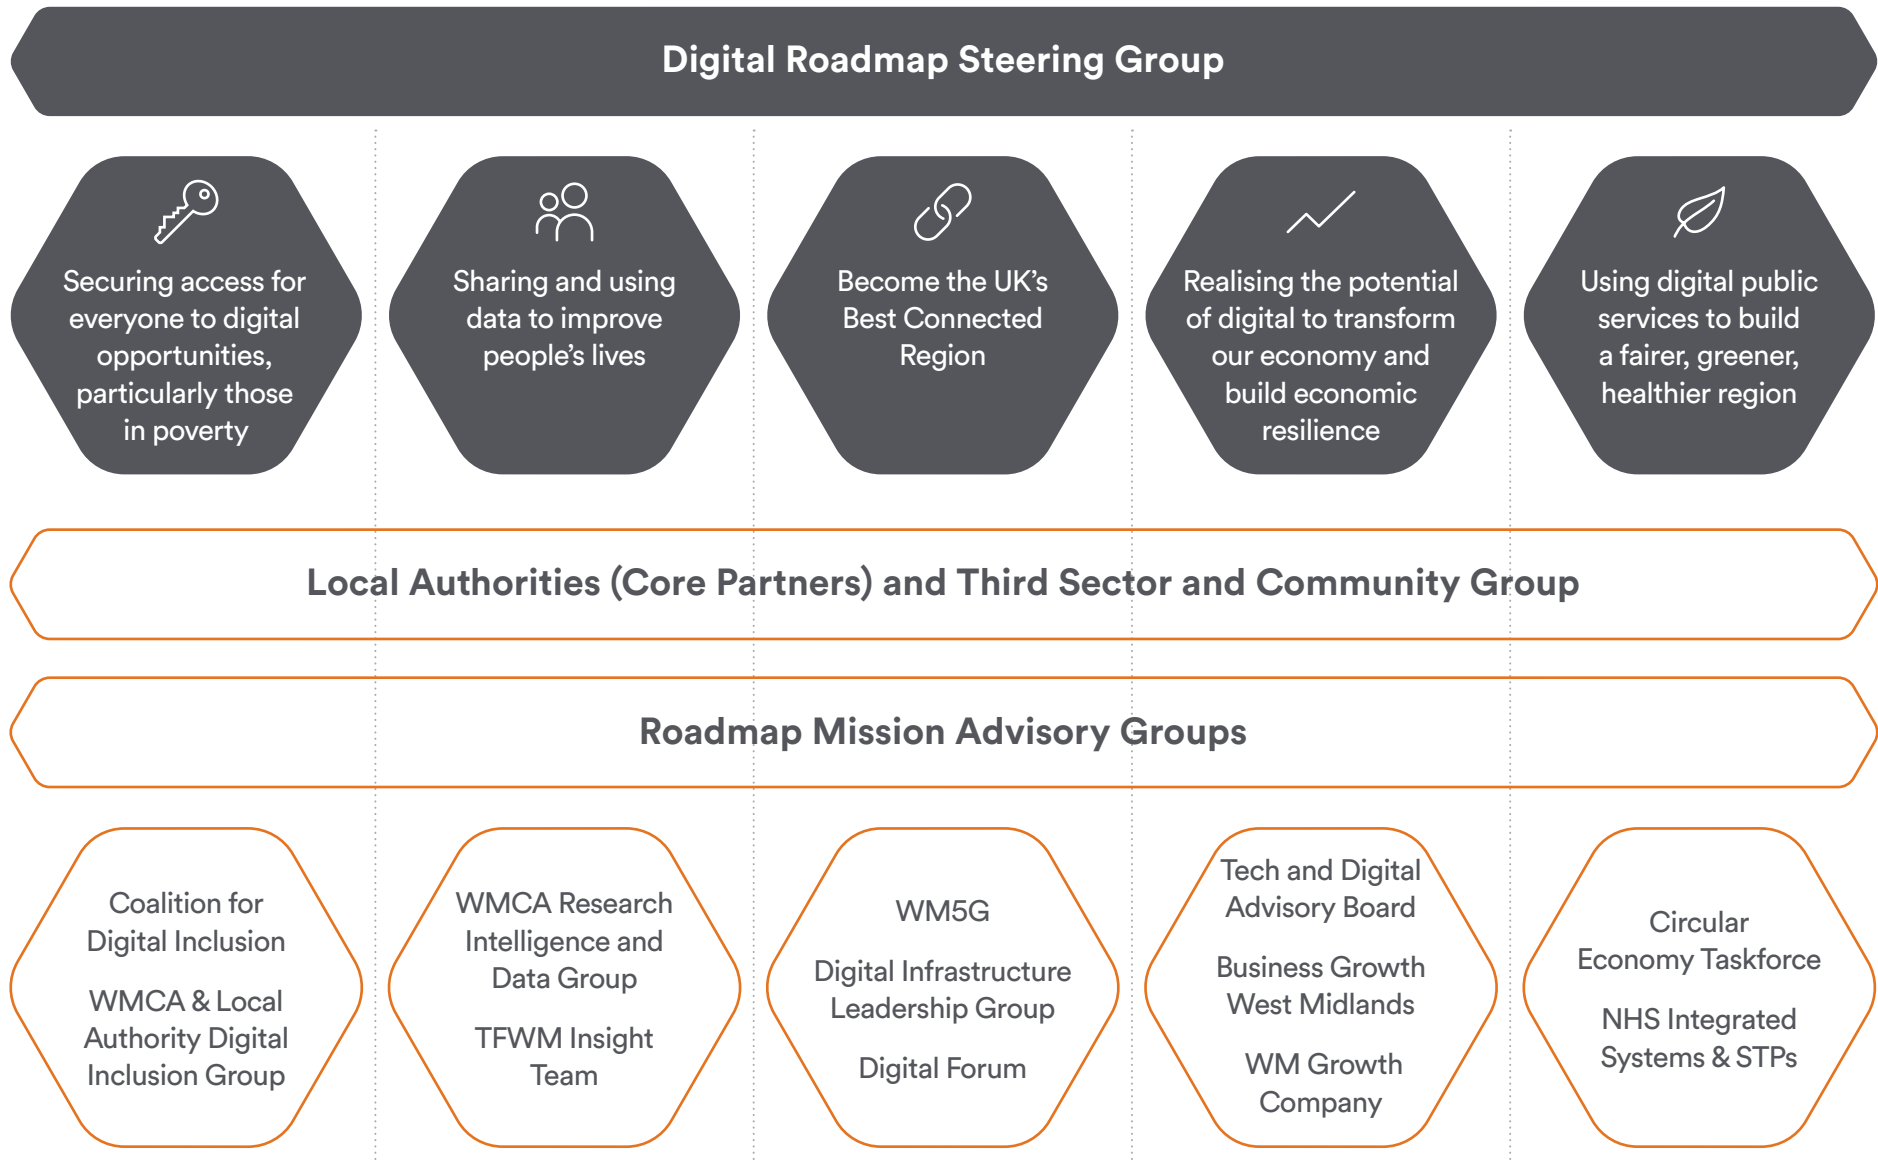 Digital Roadmap Steering Group
Securing access for
everyone to digital
opportunities,
particularly those
in poverty
Sharing and using
data to improve
people’s lives
Become the UK’s
Best Connected
Region
Realising the potential
of digital to transform
our economy and
build economic
resilience
Using digital public
services to build
a fairer, greener,
healthier region
Local Authorities (Core Partners) and Third Sector and Community Group
Roadmap Mission Advisory Groups
Coalition for
Digital Inclusion
WMCA & Local
Authority Digital
Inclusion Group
WMCA Research
Intelligence and
Data Group
TFWM Insight
Team
WM5G
Digital Infrastructure
Leadership Group
Digital Forum
Tech and Digital
Advisory Board
Business Growth
West Midlands
WM Growth
Company
Circular
Economy Taskforce
NHS Integrated
Systems & STPs